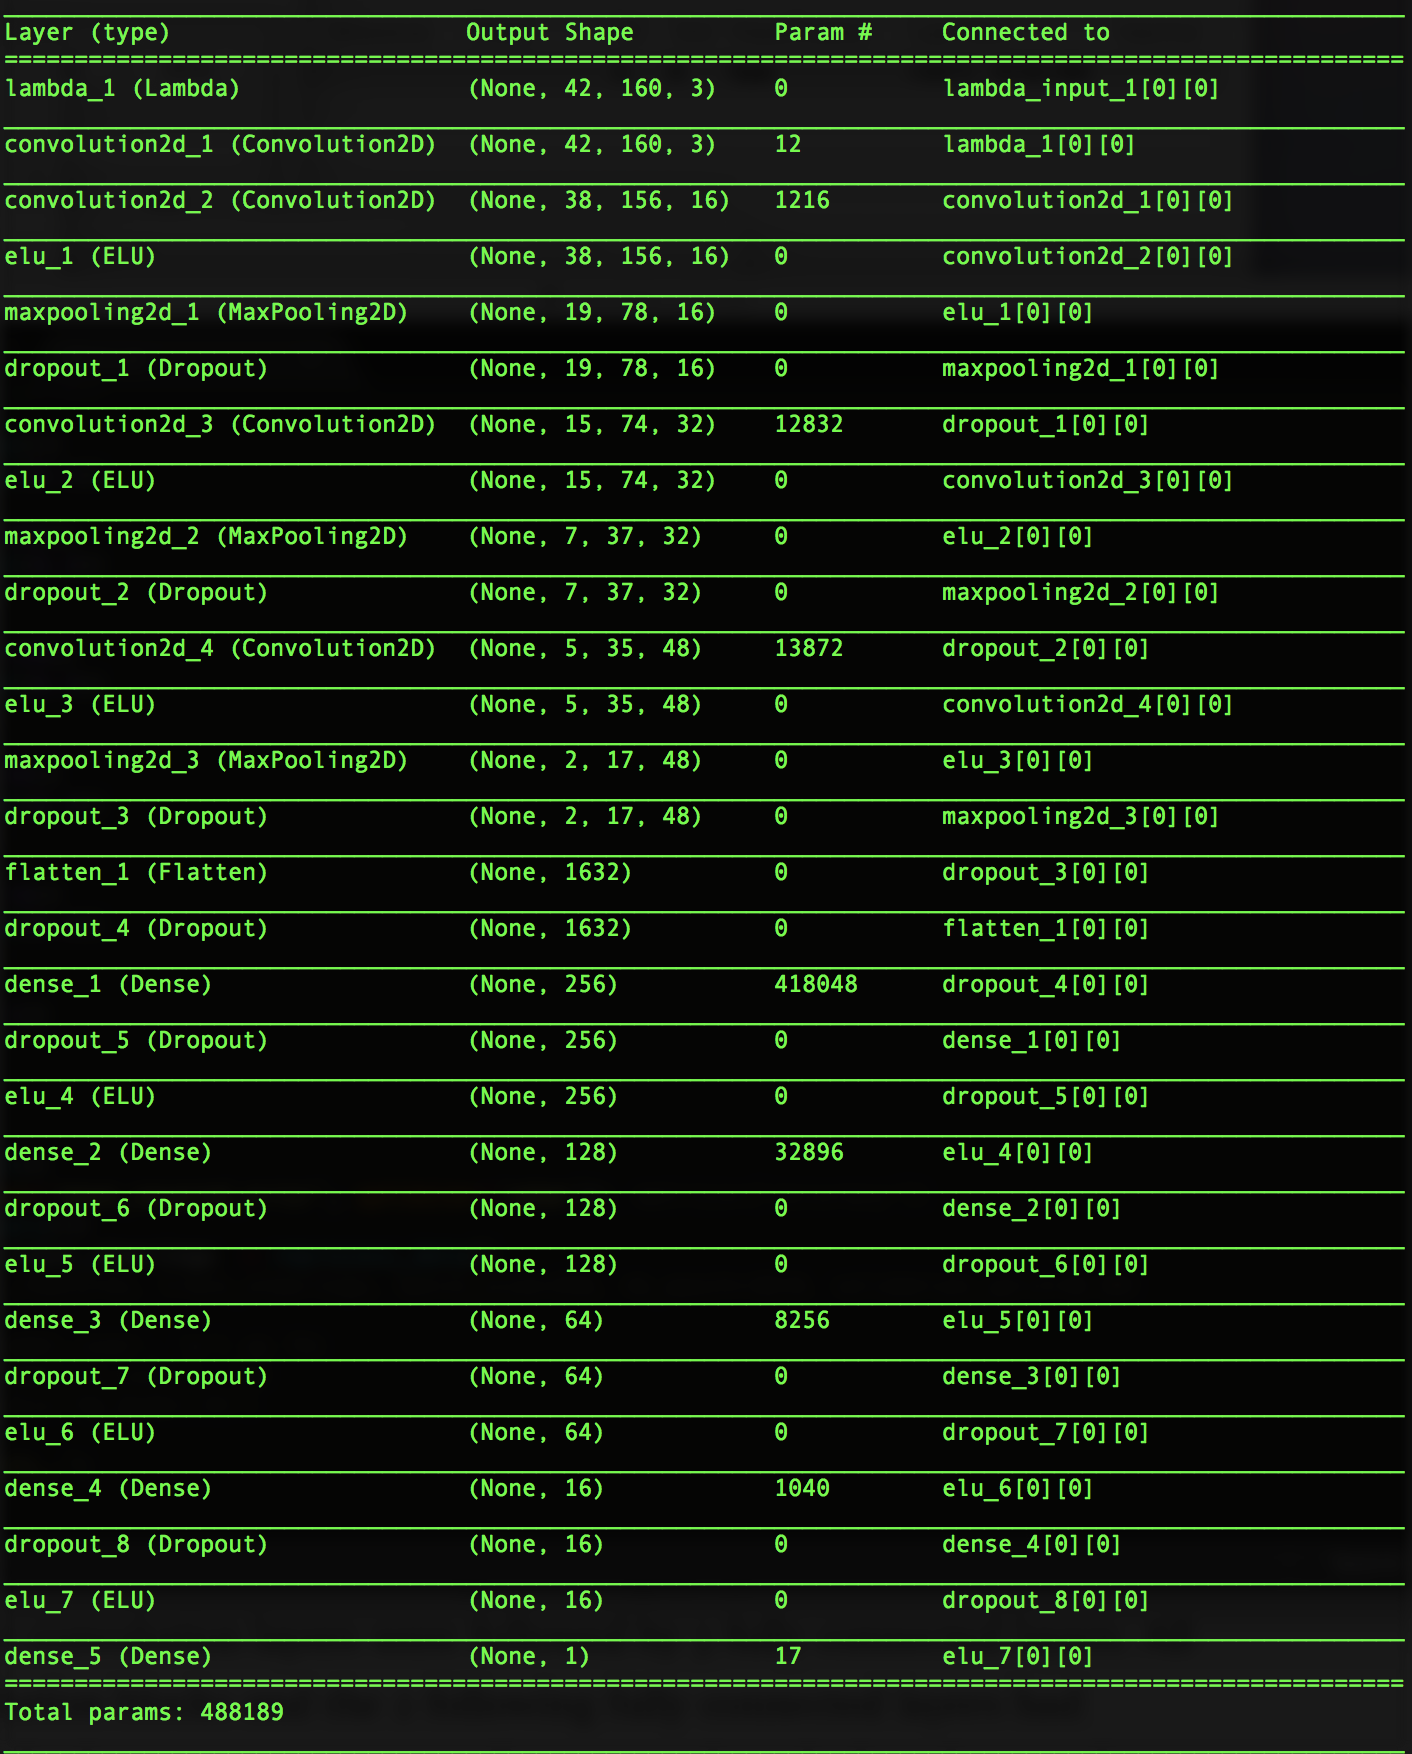 Layer (type) Output Shape Param # Connected to
====================================================================================================
lambda_1 (Lambda) (None, 42, 160, 3) 0 lambda_input_1[0][0]
convolution2d_1 (Convolution2D) (None, 42, 160, 3) 12 lambda_1[0][0]
convolution2d_2 (Convolution2D) (None, 38, 156, 16) 1216 convolution2d_1[0][0]
elu_1 (ELU) (None, 38, 156, 16) 0 convolution2d_2[0][0]
maxpooling2d_1 (MaxPooling2D) (None, 19, 78, 16) 0 elu_1[0][0]
dropout_1 (Dropout) (None, 19, 78, 16) 0 maxpooling2d_1[0][0]
convolution2d_3 (Convolution2D) (None, 15, 74, 32) 12832 dropout_1[0][0]
elu_2 (ELU) (None, 15, 74, 32) 0 convolution2d_3[0][0]
maxpooling2d_2 (MaxPooling2D) (None, 7, 37, 32) 0 elu_2[0][0]
dropout_2 (Dropout) (None, 7, 37, 32) 0 maxpooling2d_2[0][0]
convolution2d_4 (Convolution2D) (None, 5, 35, 48) 13872 dropout_2[0][0]
elu_3 (ELU) (None, 5, 35, 48) 0 convolution2d_4[0][0]
maxpooling2d_3 (MaxPooling2D) (None, 2, 17, 48) 0 elu_3[0][0]
dropout_3 (Dropout) (None, 2, 17, 48) 0 maxpooling2d_3[0][0]
flatten_1 (Flatten) (None, 1632) 0 dropout_3[0][0]
dropout_4 (Dropout) (None, 1632) 0 flatten_1[0][0]
dense_1 (Dense) (None, 256) 418048 dropout_4[0][0]
dropout_5 (Dropout) (None, 256) 0 dense_1[0][0]
elu_4 (ELU) (None, 256) 0 dropout_5[0][0]
dense_2 (Dense) (None, 128) 32896 elu_4[0][0]
dropout_6 (Dropout) (None, 128) 0 dense_2[0][0]
elu_5 (ELU) (None, 128) 0 dropout_6[0][0]
dense_3 (Dense) (None, 64) 8256 elu_5[0][0]
dropout_7 (Dropout) (None, 64) 0 dense_3[0][0]
elu_6 (ELU) (None, 64) 0 dropout_7[0][0]
dense_4 (Dense) (None, 16) 1040 elu_6[0][0]
dropout_8 (Dropout) (None, 16) 0 dense_4[0][0]
elu_7 (ELU) (None, 16) 0 dropout_8[0][0]
dense_5 (Dense) (None, 1) 17 elu_7[0][0]
====================================================================================================
Total params: 488189